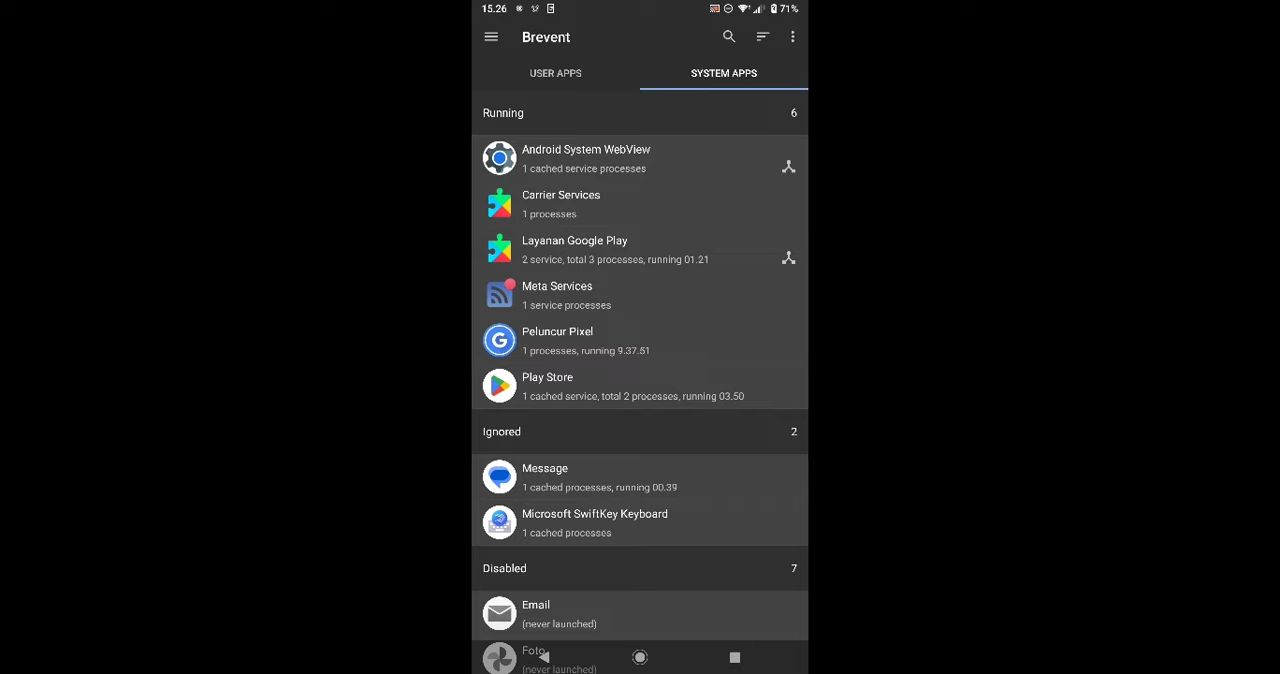 15.26
71%
Brevent
USER APPS
SYSTEM APPS
Running
6
Android System WebView
1 cached service processes
Carrier Services
1 processes
Layanan Google Play
2 service, total 3 processes, running 01.21
Meta Services
1 service processes
Peluncur Pixel
1 processes, running 9.37.51
Play Store
1 cached service, total 2 processes, running 03.50
Ignored
2
Message
1 cached processes, running 00.39
Microsoft SwiftKey Keyboard
1 cached processes
Disabled
7
Email
(never launched)
Foto
(never launched)